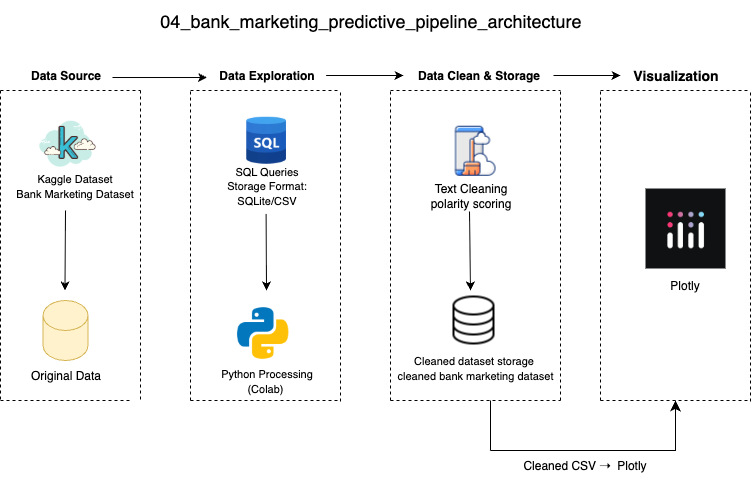 04_bank_marketing_predictive_pipeline_architecture
Data Source
Data Exploration
Data Clean & Storage
Visualization
k
Kaggle Dataset
Bank Marketing Dataset
Original Data
SQL
SQL Queries
Storage Format:
SQLite/CSV
Python Processing
(Colab)
Text Cleaning
polarity scoring
Cleaned dataset storage
cleaned bank marketing dataset
Plotly
Cleaned CSV → Plotly